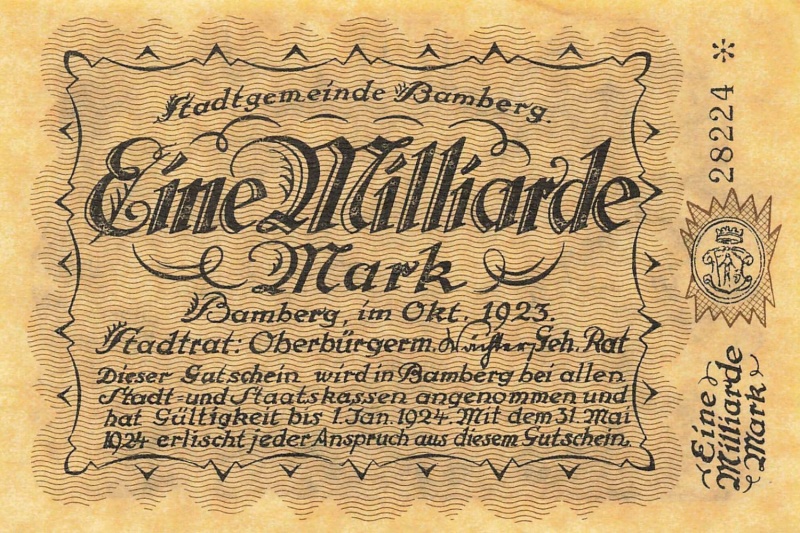 Stadtgemeinde Bamberg.
Eine Milliarde
Mark
Bamberg, im Okt. 1923.
Stadtrat: Oberbürgerm. Wächter Geh. Rat
Dieser Gutschein wird in Bamberg bei allen
Stadt- und Staatskassen angenommen und
hat Gültigkeit bis 1. Jan. 1924. Mit dem 31. Mai
1924 erlischt jeder Anspruch aus diesem Gutschein.
28224 *
Eine
Milliarde
Mark